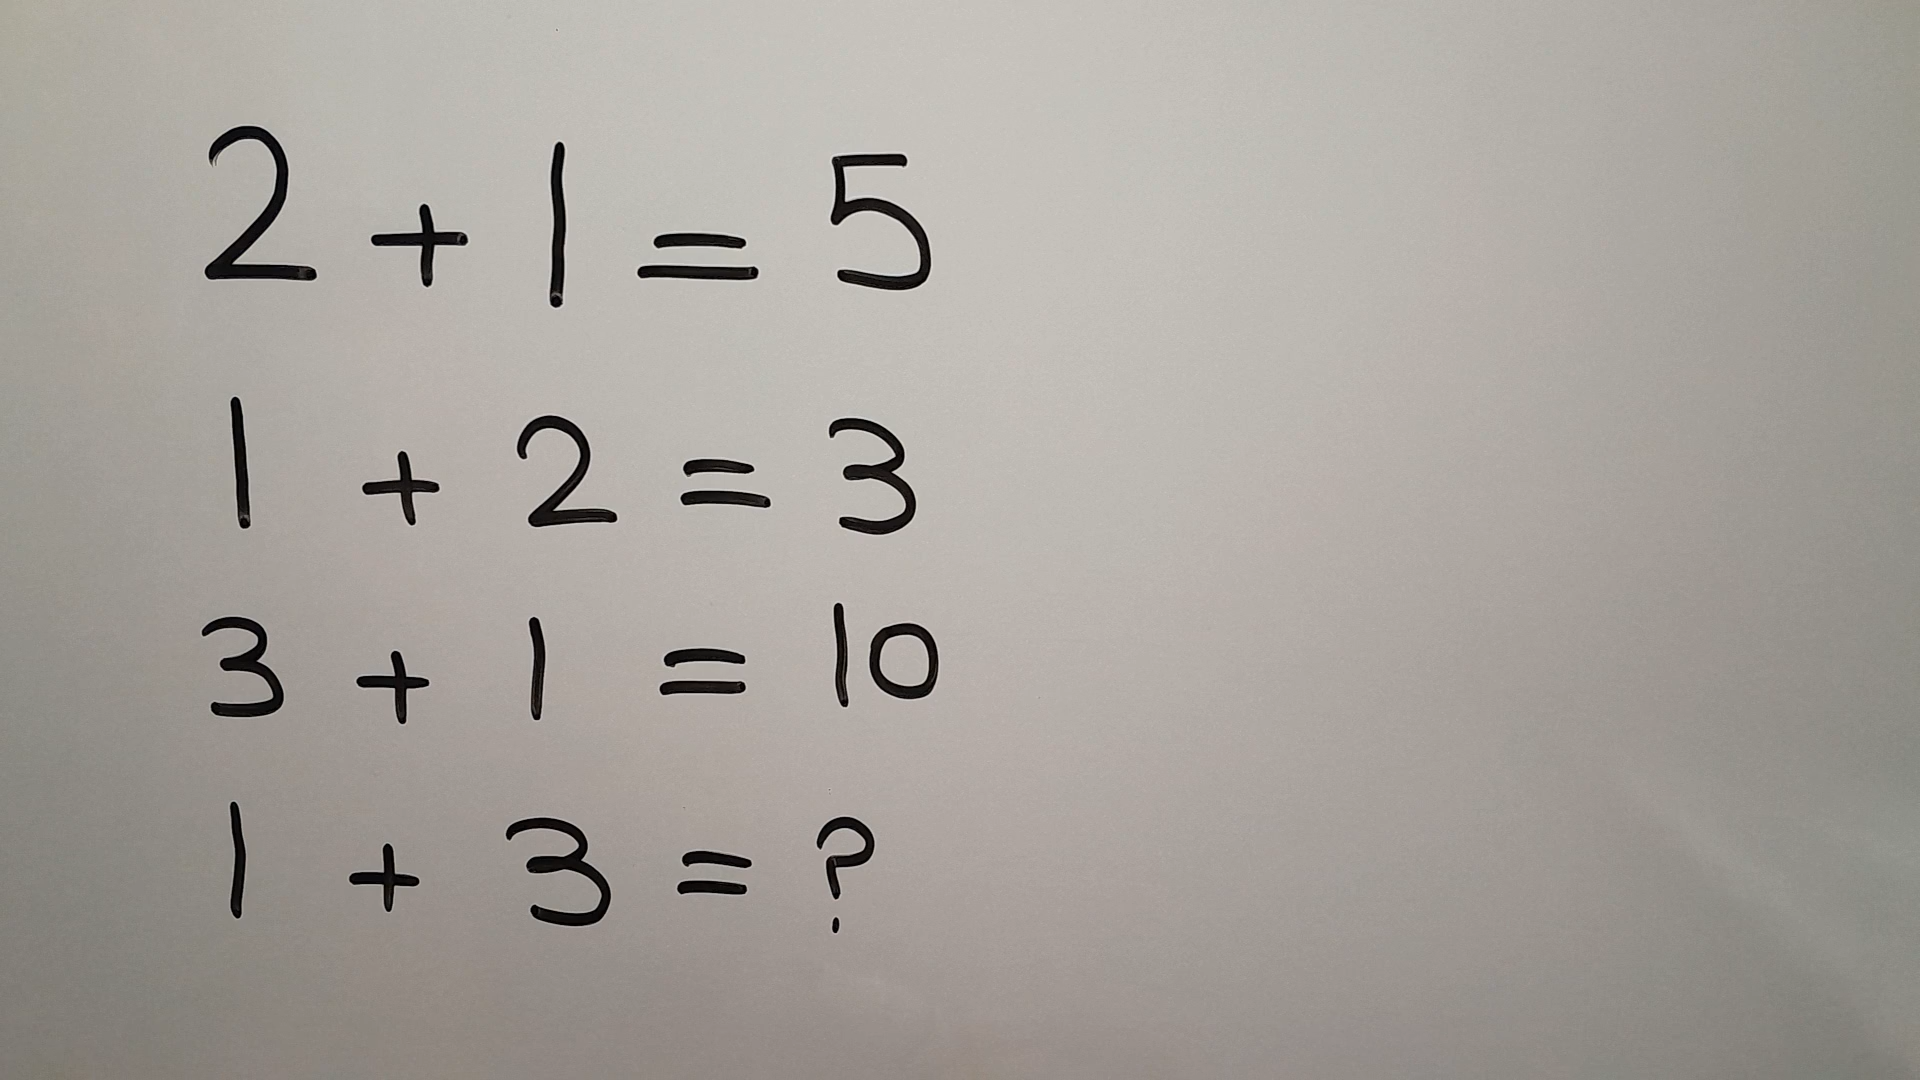 2 + 1 = 5
1 + 2 = 3
3 + 1 = 10
1 + 3 = ?